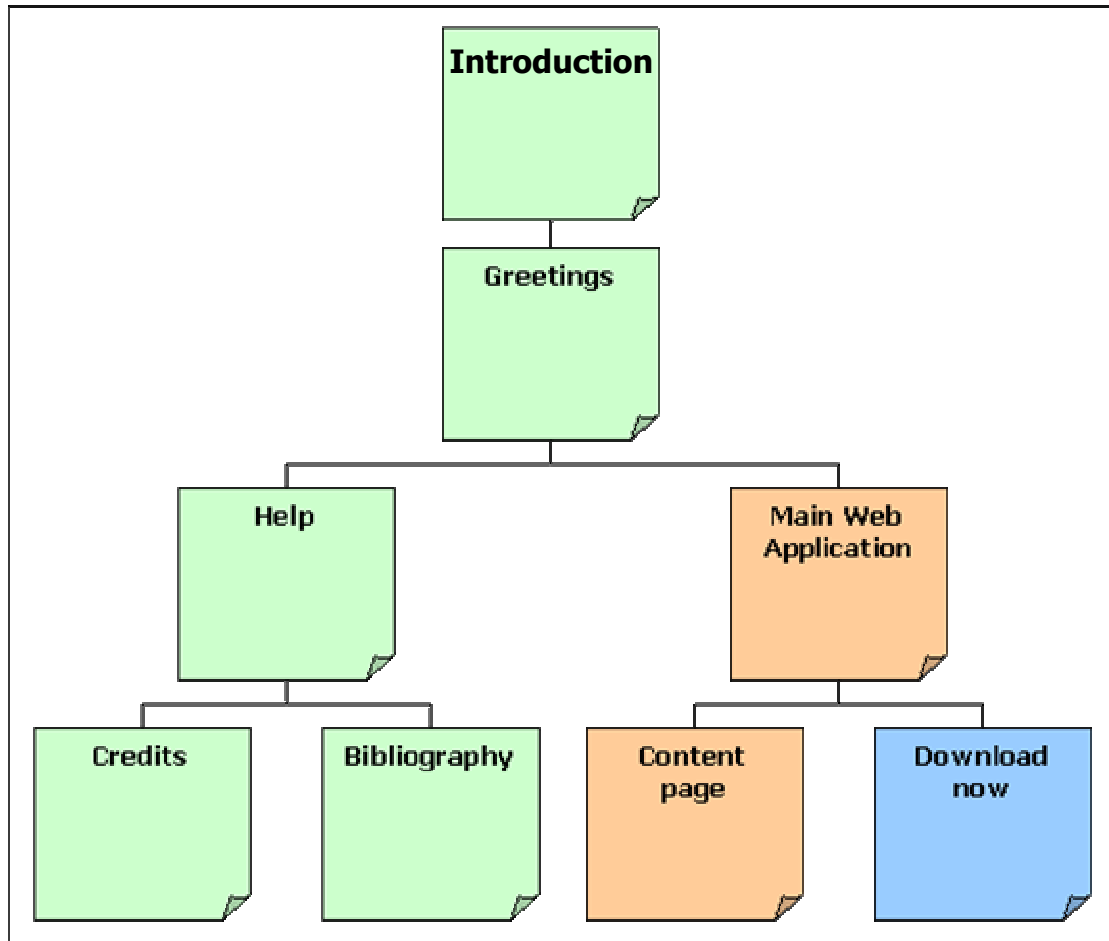 Introduction
Greetings
Help
Main Web
Application
Credits
Bibliography
Content
page
Download
now